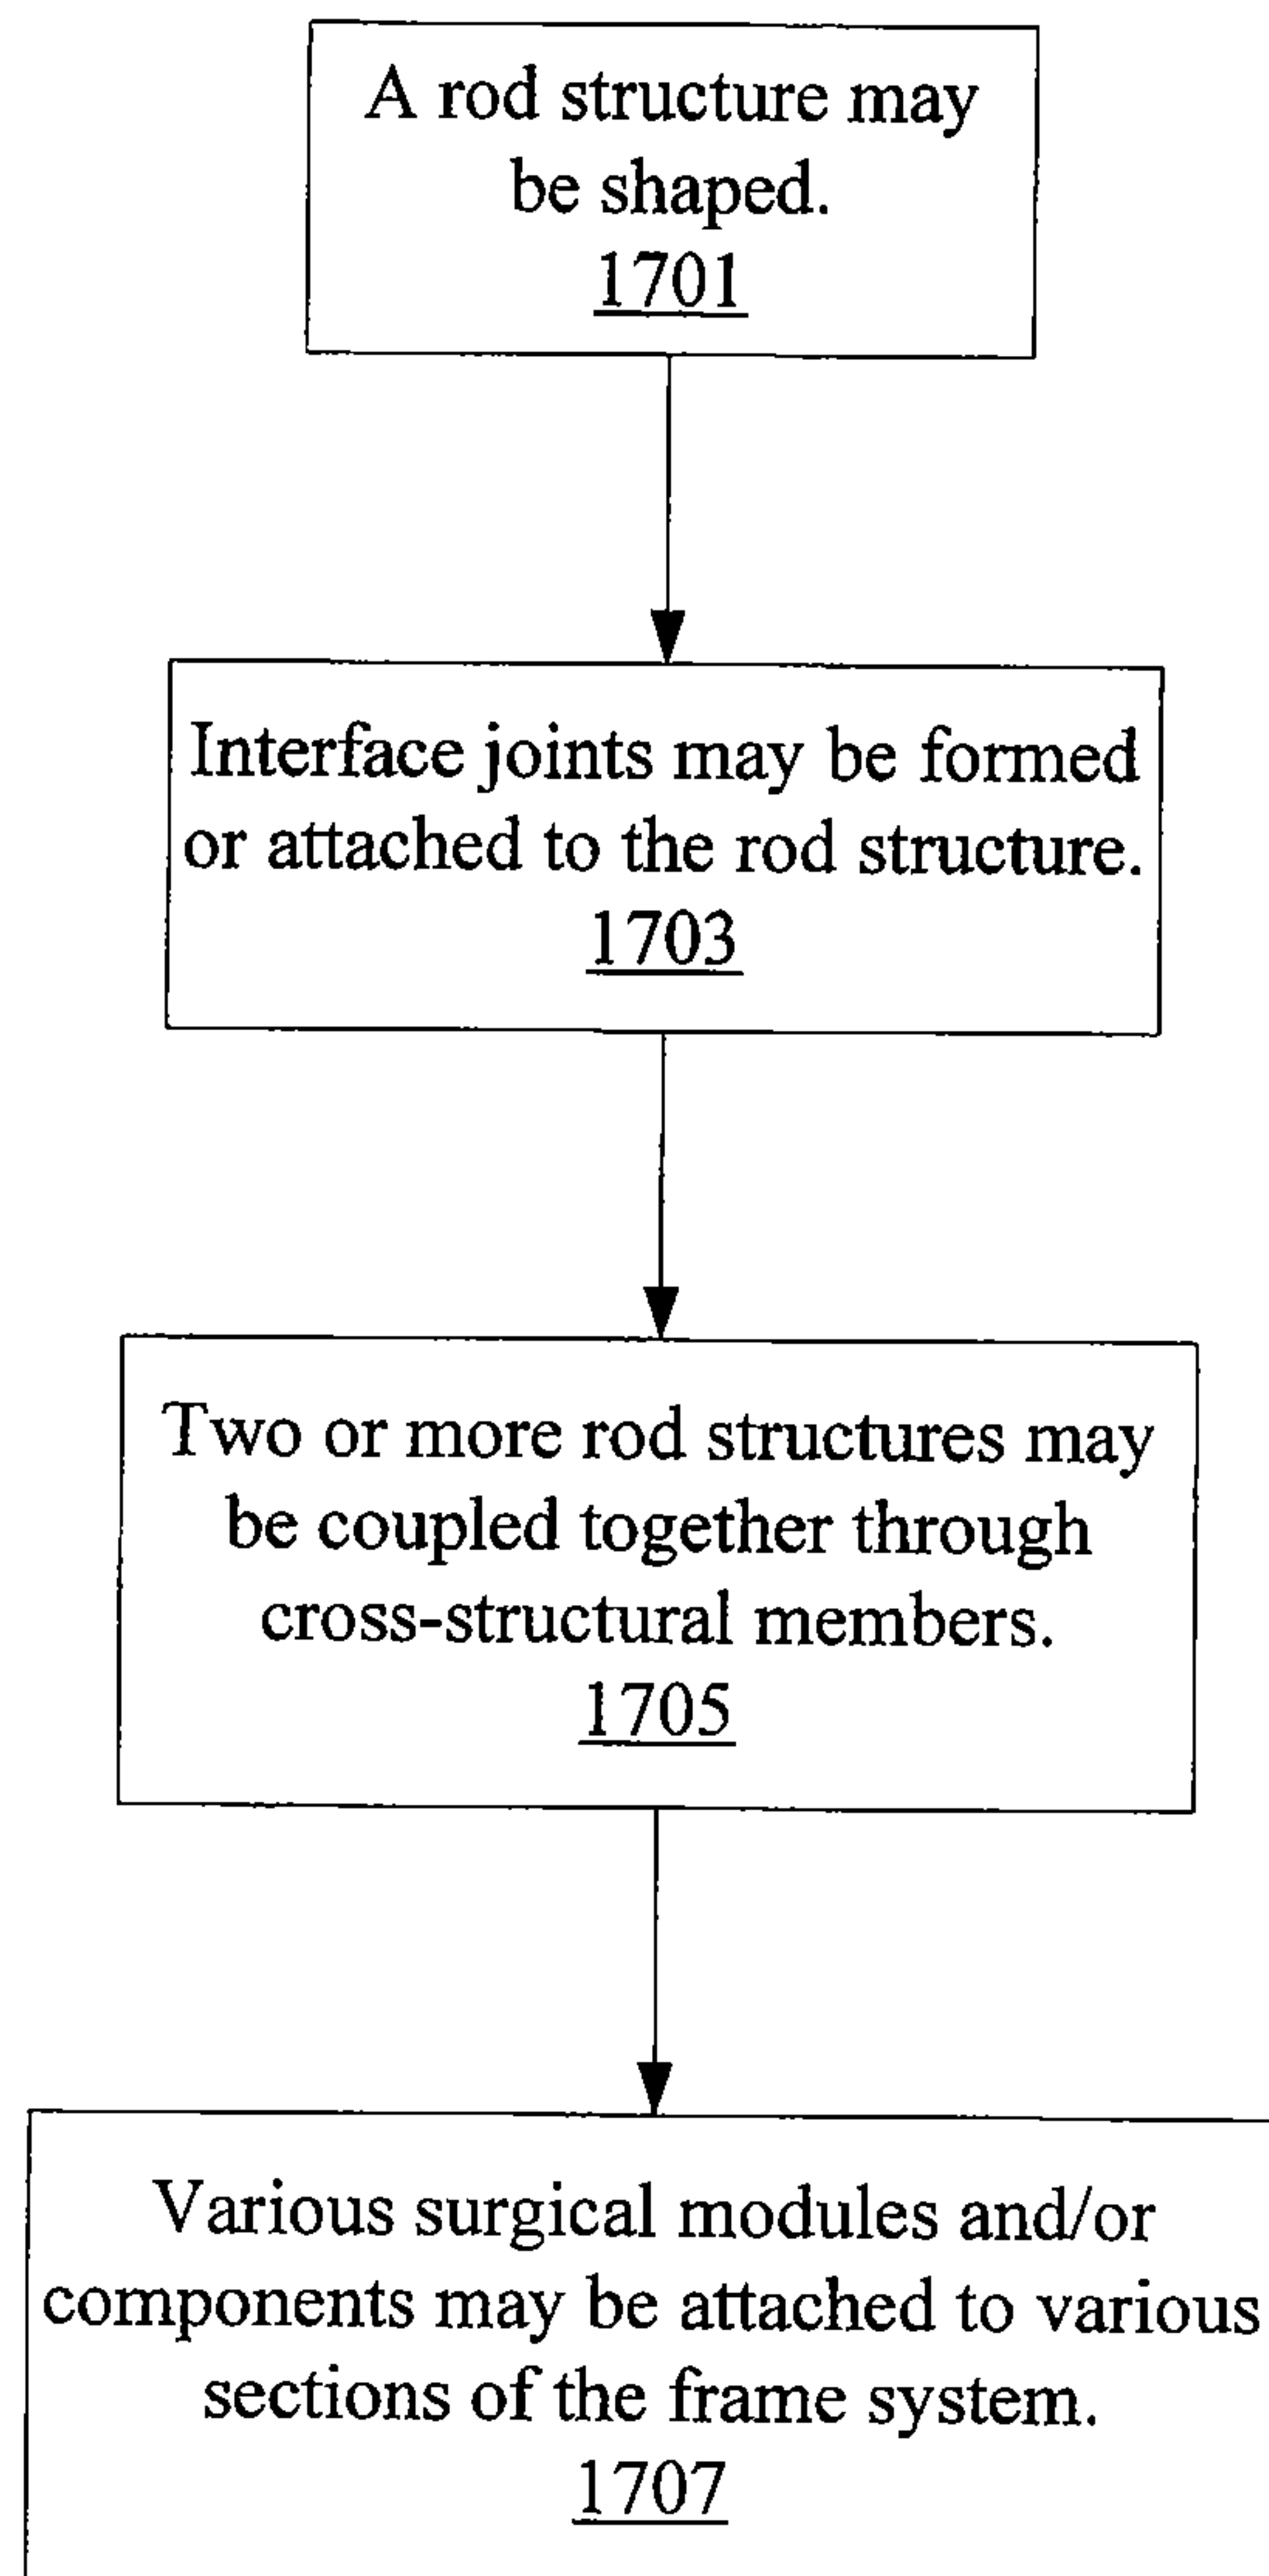 A rod structure may
be shaped.
1701
Interface joints may be formed
or attached to the rod structure.
1703
Two or more rod structures may
be coupled together through
cross-structural members.
1705
Various surgical modules and/or
components may be attached to various
sections of the frame system.
1707